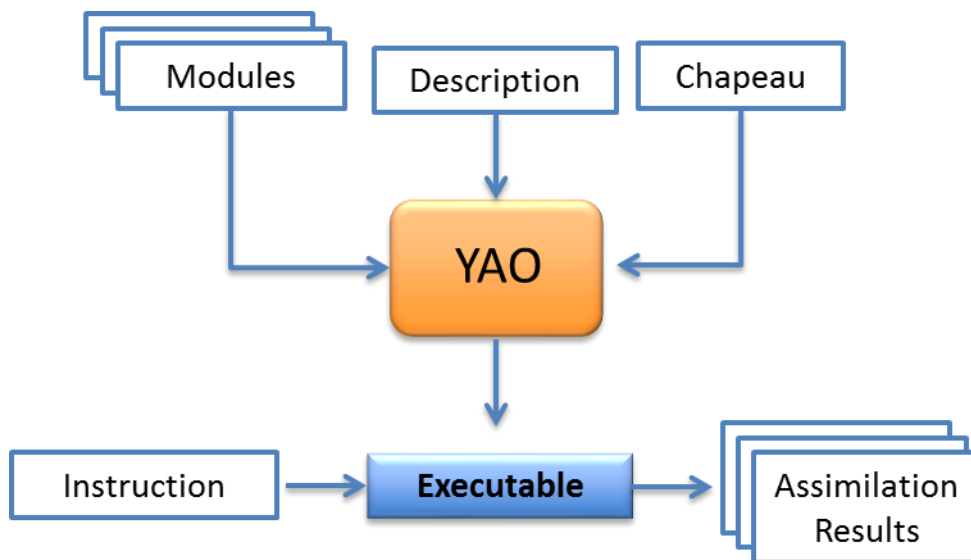 Modules
Description
Chapeau
YAO
Instruction
Executable
Assimilation
Results